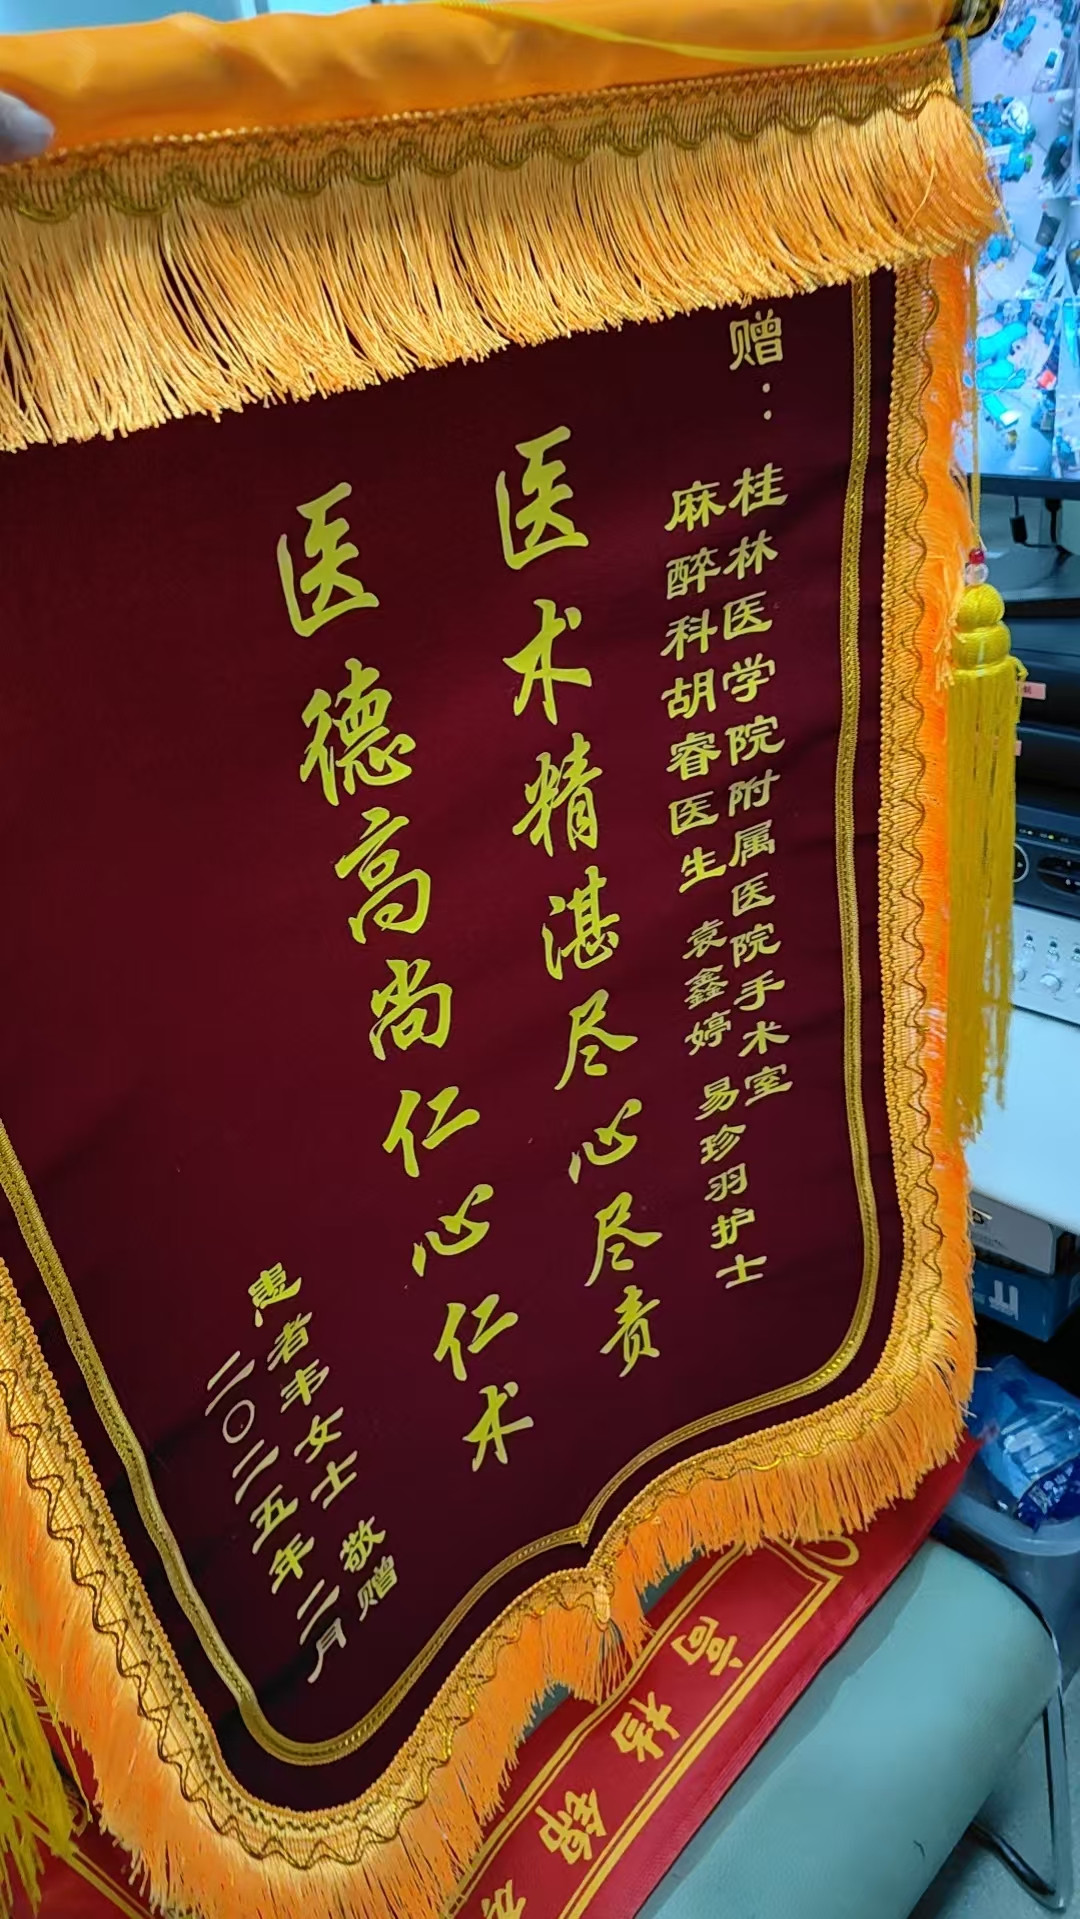 赠：桂林医学院附属医院手术室
麻醉科胡睿医生 袁鑫婷 易珍羽护士
医术精湛尽心尽责
医德高尚仁心仁术
患者韦女士 敬赠
二〇二五年二月